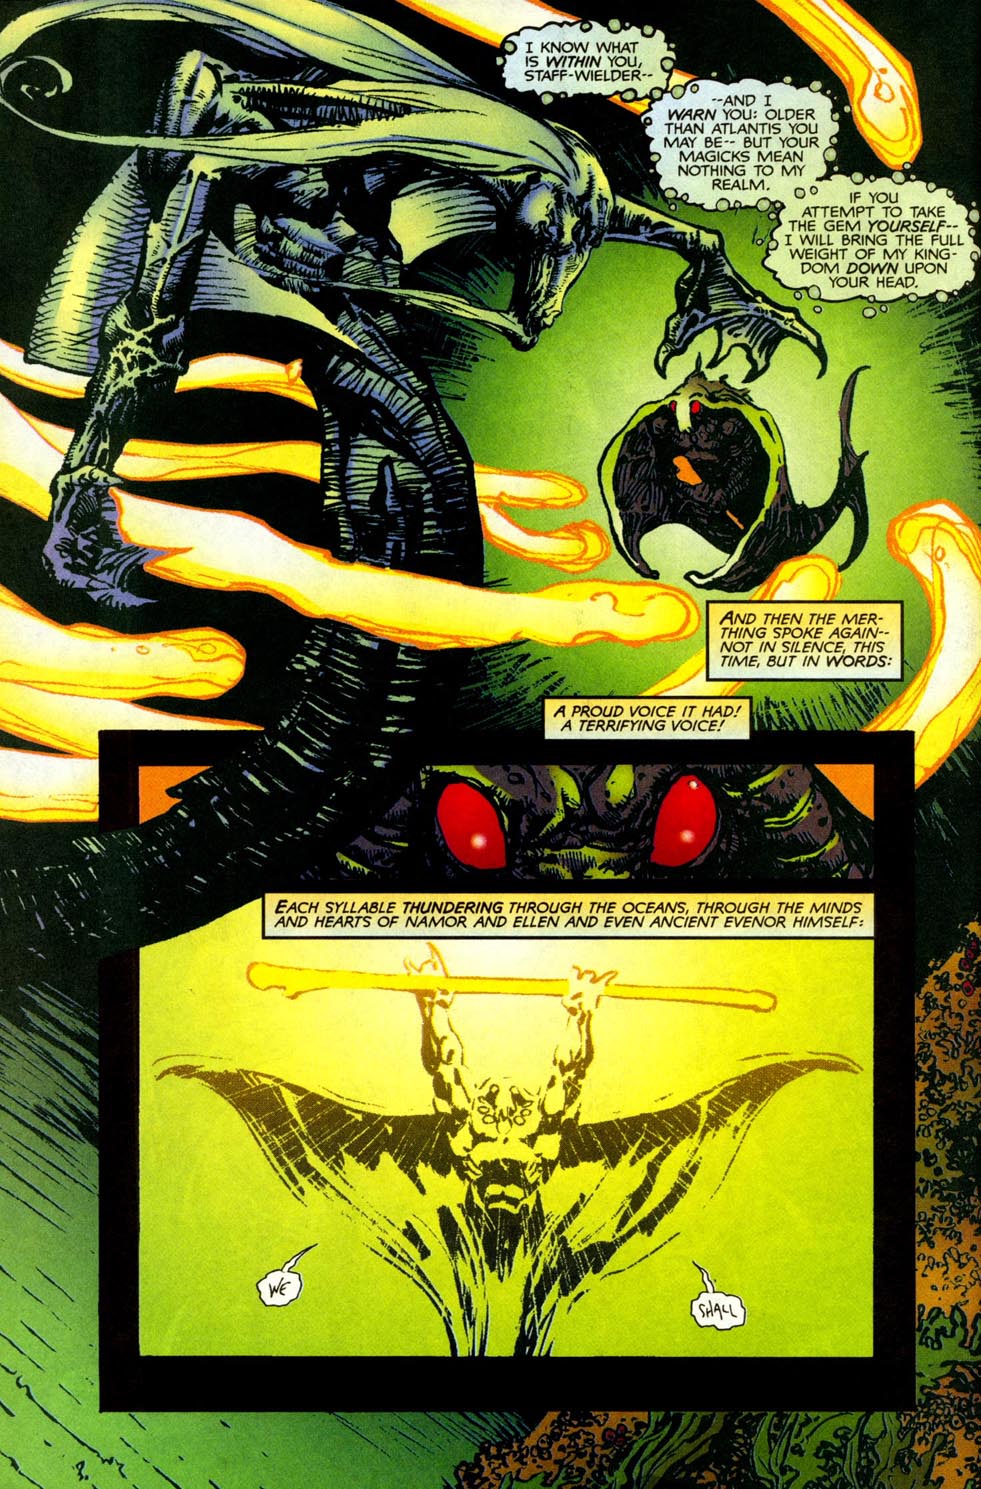 I KNOW WHAT
IS WITHIN YOU,
STAFF-WIELDER--
--AND I
WARN YOU: OLDER
THAN ATLANTIS YOU
MAY BE-- BUT YOUR
MAGICKS MEAN
NOTHING TO MY
REALM.
IF YOU
ATTEMPT TO TAKE
THE GEM YOURSELF--
I WILL BRING THE FULL
WEIGHT OF MY KING-
DOM DOWN UPON
YOUR HEAD.
AND THEN THE MER-
THING SPOKE AGAIN--
NOT IN SILENCE, THIS
TIME, BUT IN WORDS:
A PROUD VOICE IT HAD!
A TERRIFYING VOICE!
EACH SYLLABLE THUNDERING THROUGH THE OCEANS, THROUGH THE MINDS
AND HEARTS OF NAMOR AND ELLEN AND EVEN ANCIENT EVENOR HIMSELF:
WE
SHALL